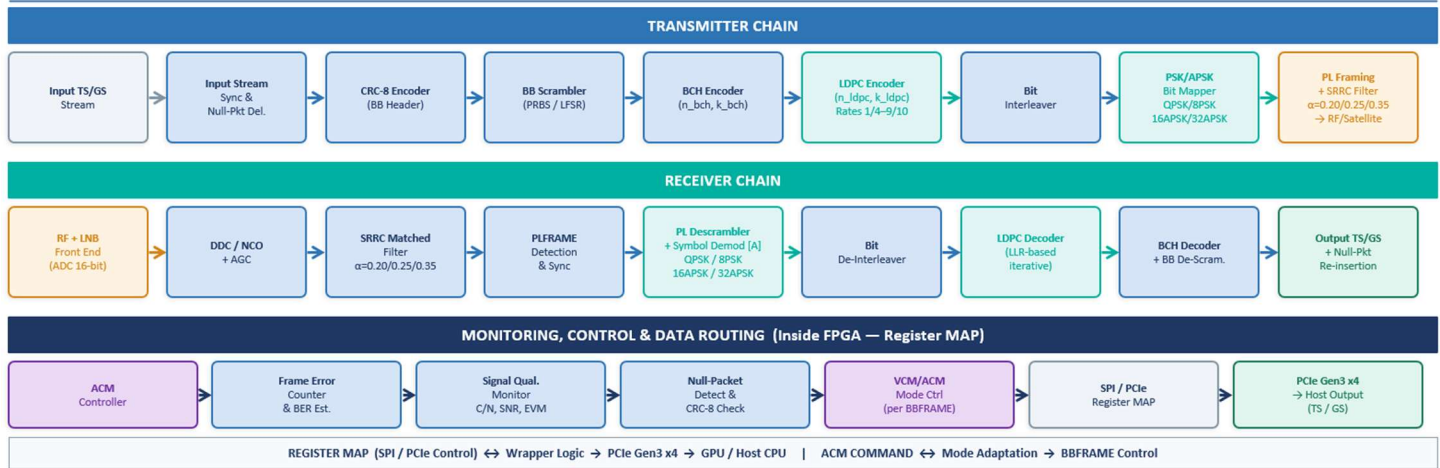 TRANSMITTER CHAIN
Input TS/GS
Stream
Input Stream
Sync &
Null-Pkt Del.
CRC-8 Encoder
(BB Header)
BB Scrambler
(PRBS / LFSR)
BCH Encoder
(n_bch, k_bch)
LDPC Encoder
(n_ldpc, k_ldpc)
Rates 1/4–9/10
Bit
Interleaver
PSK/APSK
Bit Mapper
QPSK/8PSK
16APSK/32APSK
PL Framing
+ SRRC Filter
α=0.20/0.25/0.35
→ RF/Satellite
RECEIVER CHAIN
RF + LNB
Front End
(ADC 16-bit)
DDC / NCO
+ AGC
SRRC Matched
Filter
α=0.20/0.25/0.35
PLFRAME
Detection
& Sync
PL Descrambler
+ Symbol Demod [A]
QPSK / 8PSK
16APSK / 32APSK
Bit
De-Interleaver
LDPC Decoder
(LLR-based
iterative)
BCH Decoder
+ BB De-Scram.
Output TS/GS
+ Null-Pkt
Re-insertion
MONITORING, CONTROL & DATA ROUTING (Inside FPGA — Register MAP)
ACM
Controller
Frame Error
Counter
& BER Est.
Signal Qual.
Monitor
C/N, SNR, EVM
Null-Packet
Detect &
CRC-8 Check
VCM/ACM
Mode Ctrl
(per BBFRAME)
SPI / PCIe
Register MAP
PCIe Gen3 x4
→ Host Output
(TS / GS)
REGISTER MAP (SPI / PCIe Control) ↔ Wrapper Logic → PCIe Gen3 x4 → GPU / Host CPU | ACM COMMAND ↔ Mode Adaptation → BBFRAME Control